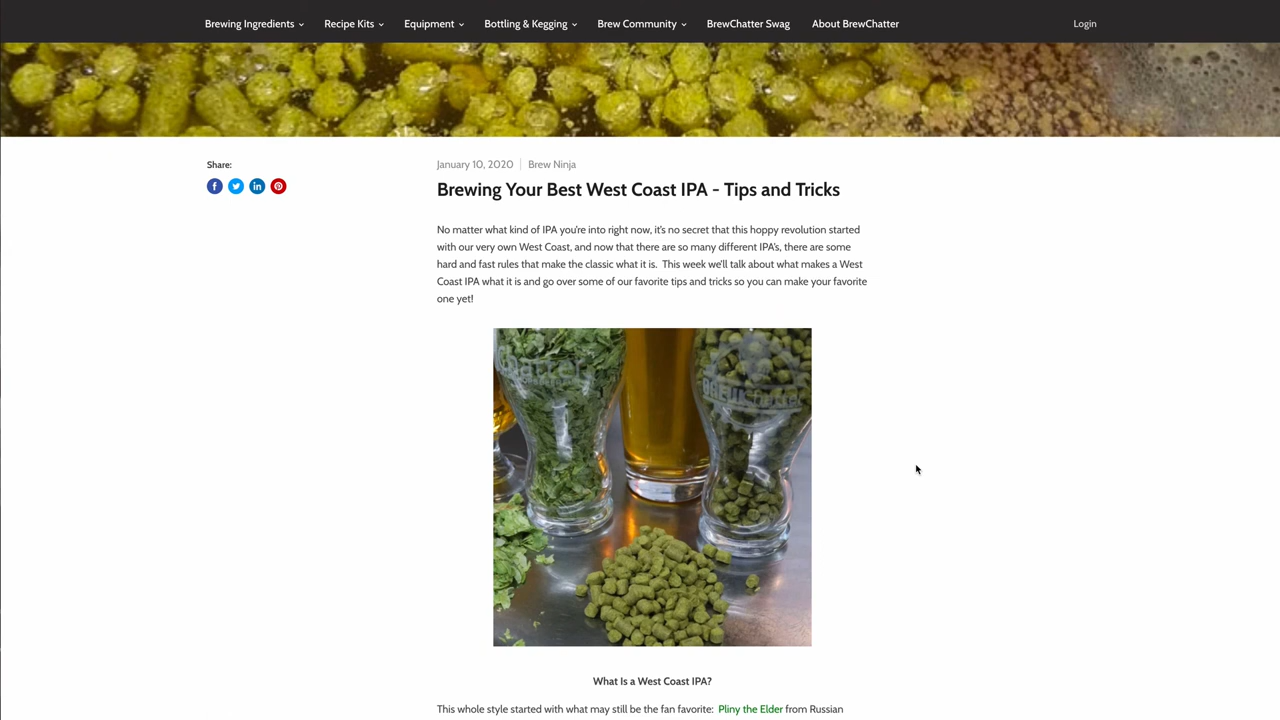 Brewing Ingredients Recipe Kits Equipment Bottling & Kegging Brew Community BrewChatter Swag About BrewChatter Login
Share:
January 10, 2020 | Brew Ninja
Brewing Your Best West Coast IPA - Tips and Tricks
No matter what kind of IPA you're into right now, it's no secret that this hoppy revolution started
with our very own West Coast, and now that there are so many different IPA's, there are some
hard and fast rules that make the classic what it is.  This week we'll talk about what makes a West
Coast IPA what it is and go over some of our favorite tips and tricks so you can make your favorite
one yet!
What Is a West Coast IPA?
This whole style started with what may still be the fan favorite:  Pliny the Elder from Russian